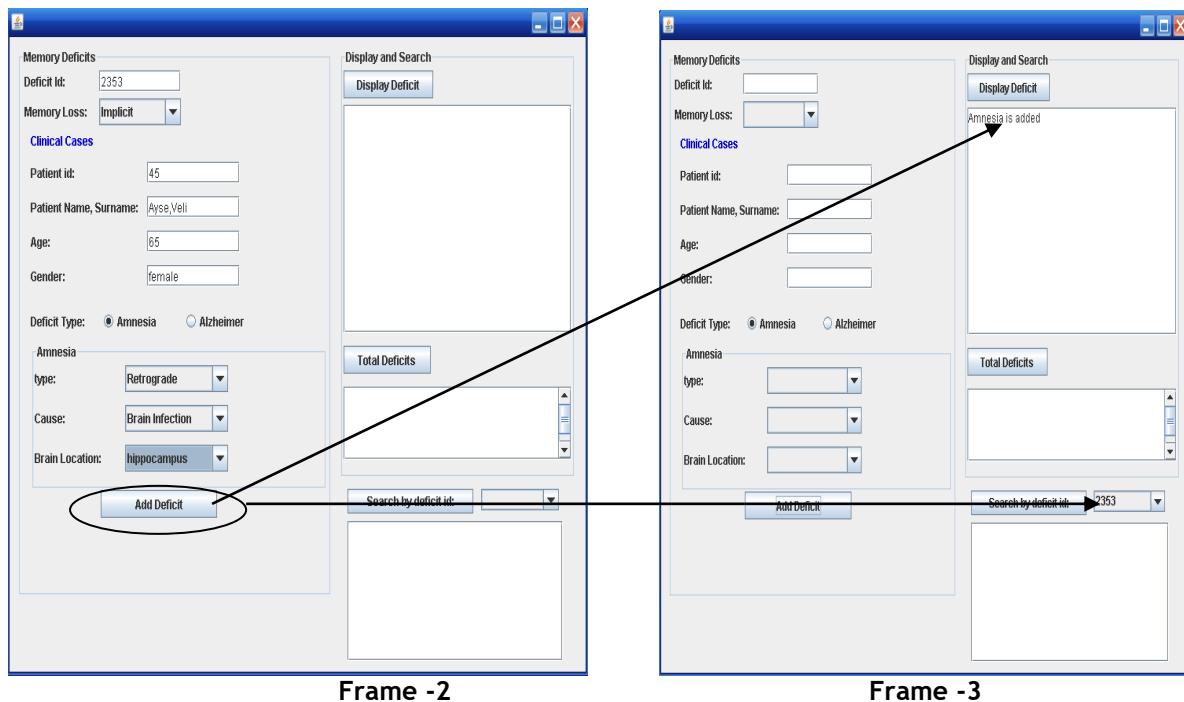 Memory Deficits
Deficit Id: 2353
Memory Loss: Implicit
Clinical Cases
Patient id: 45
Patient Name, Surname: Ayse,Veli
Age: 65
Gender: female
Deficit Type: Amnesia Alzheimer
Amnesia
type: Retrograde
Cause: Brain Infection
Brain Location: hippocampus
Add Deficit
Display and Search
Display Deficit
Total Deficits
Search by deficit id:
Frame -2
Memory Deficits
Deficit Id:
Memory Loss:
Clinical Cases
Patient id:
Patient Name, Surname:
Age:
Gender:
Deficit Type: Amnesia Alzheimer
Amnesia
type:
Cause:
Brain Location:
Add Deficit
Display and Search
Display Deficit
Amnesia is added
Total Deficits
Search by deficit id: 2353
Frame -3